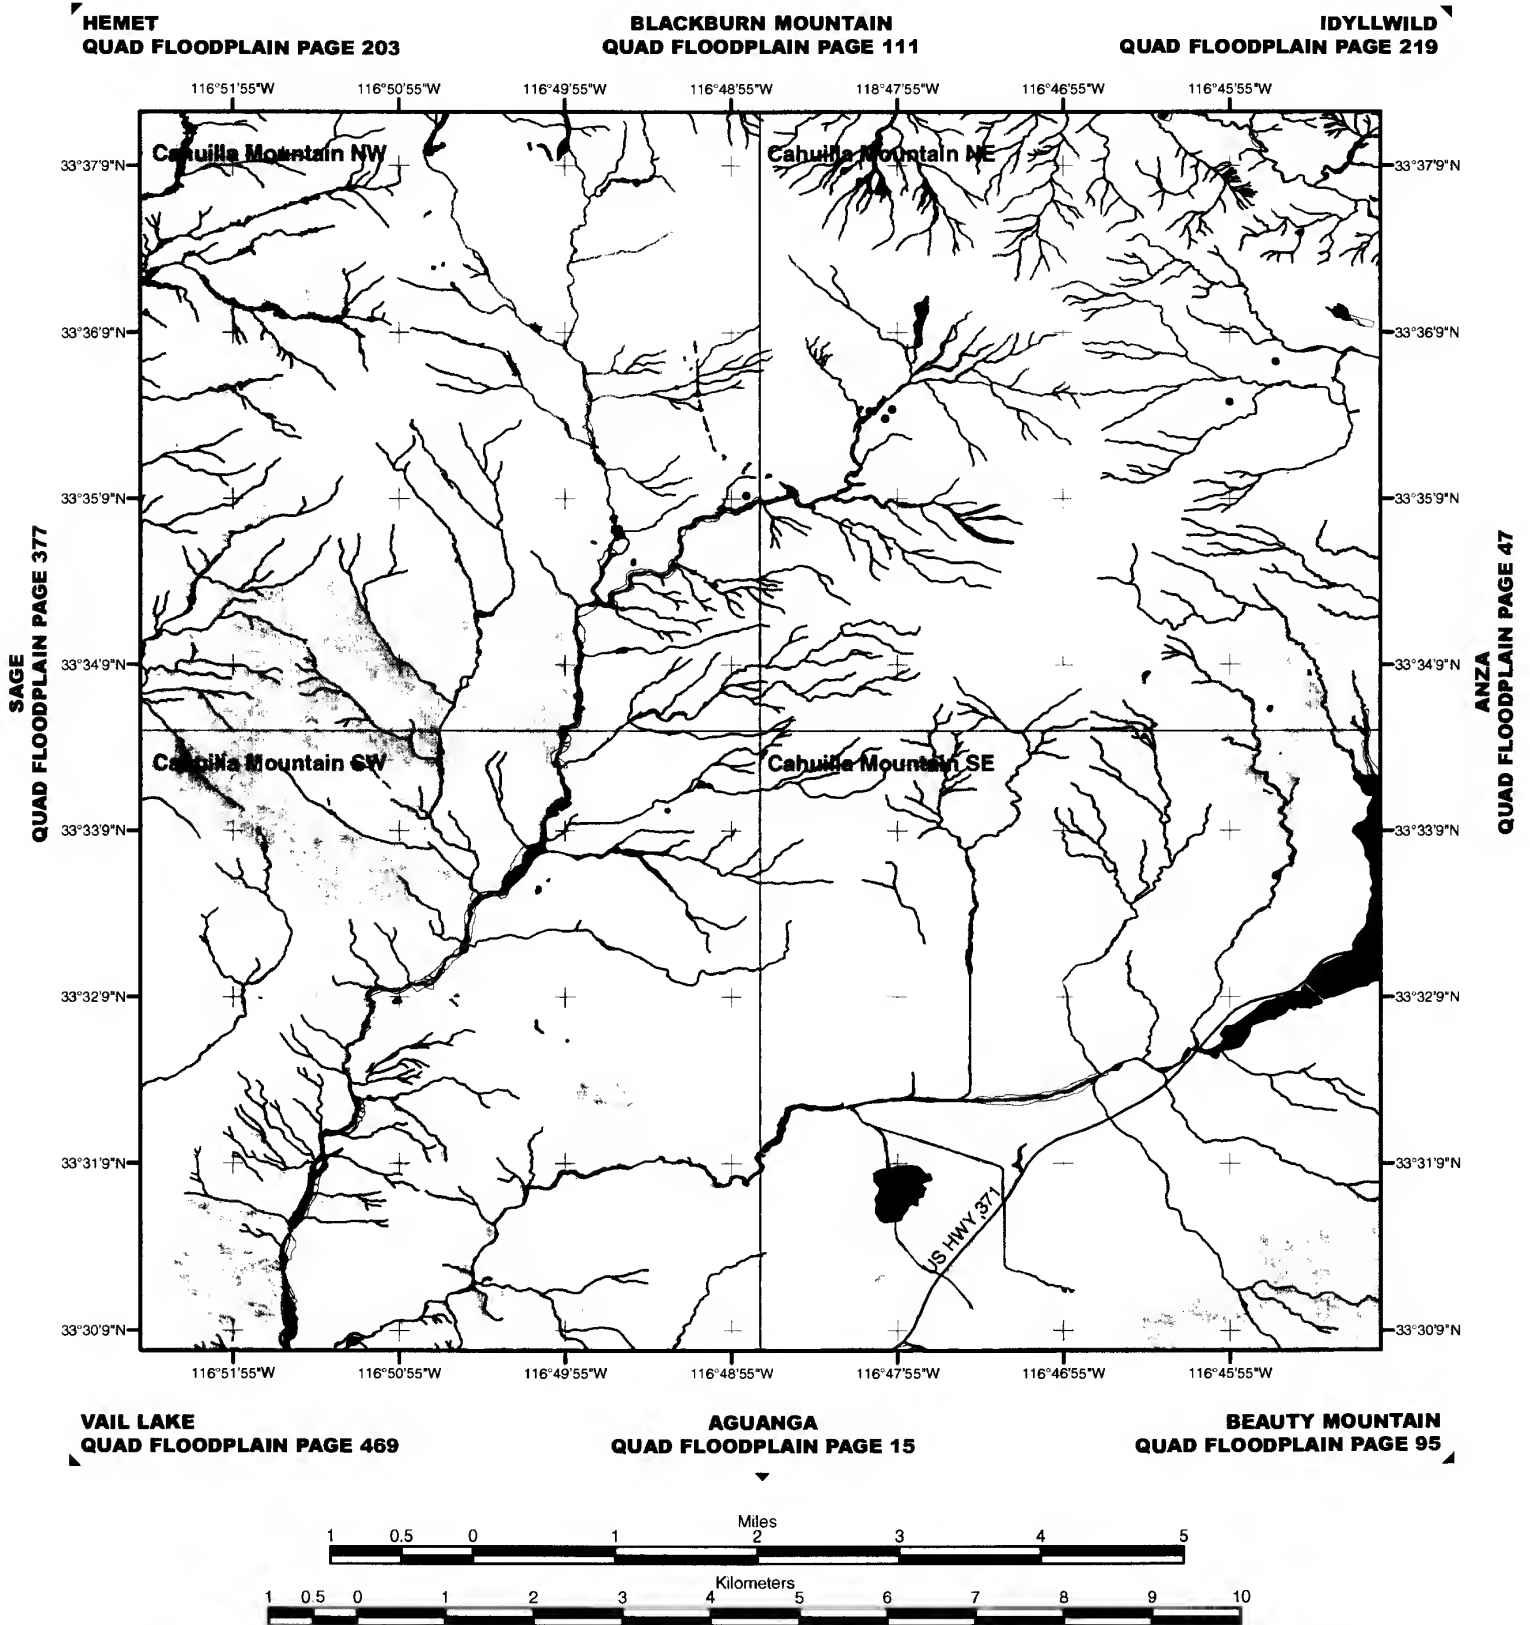 HEMET
QUAD FLOODPLAIN PAGE 203
BLACKBURN MOUNTAIN
QUAD FLOODPLAIN PAGE 111
IDYLLWILD
QUAD FLOODPLAIN PAGE 219
116°51'55"W 116°50'55"W 116°49'55"W 116°48'55"W 118°47'55"W 116°46'55"W 116°45'55"W
Cahuilla Mountain NW
Cahuilla Mountain NE
33°37'9"N 33°37'9"N
33°36'9"N 33°36'9"N
33°35'9"N 33°35'9"N
SAGE
QUAD FLOODPLAIN PAGE 377
ANZA
QUAD FLOODPLAIN PAGE 47
33°34'9"N 33°34'9"N
Cahuilla Mountain SW
Cahuilla Mountain SE
33°33'9"N 33°33'9"N
33°32'9"N 33°32'9"N
33°31'9"N 33°31'9"N
US HWY 371
33°30'9"N 33°30'9"N
116°51'55"W 116°50'55"W 116°49'55"W 116°48'55"W 116°47'55"W 116°46'55"W 116°45'55"W
VAIL LAKE
QUAD FLOODPLAIN PAGE 469
AGUANGA
QUAD FLOODPLAIN PAGE 15
BEAUTY MOUNTAIN
QUAD FLOODPLAIN PAGE 95
Miles
1 0.5 0 1 2 3 4 5
Kilometers
1 0.5 0 1 2 3 4 5 6 7 8 9 10